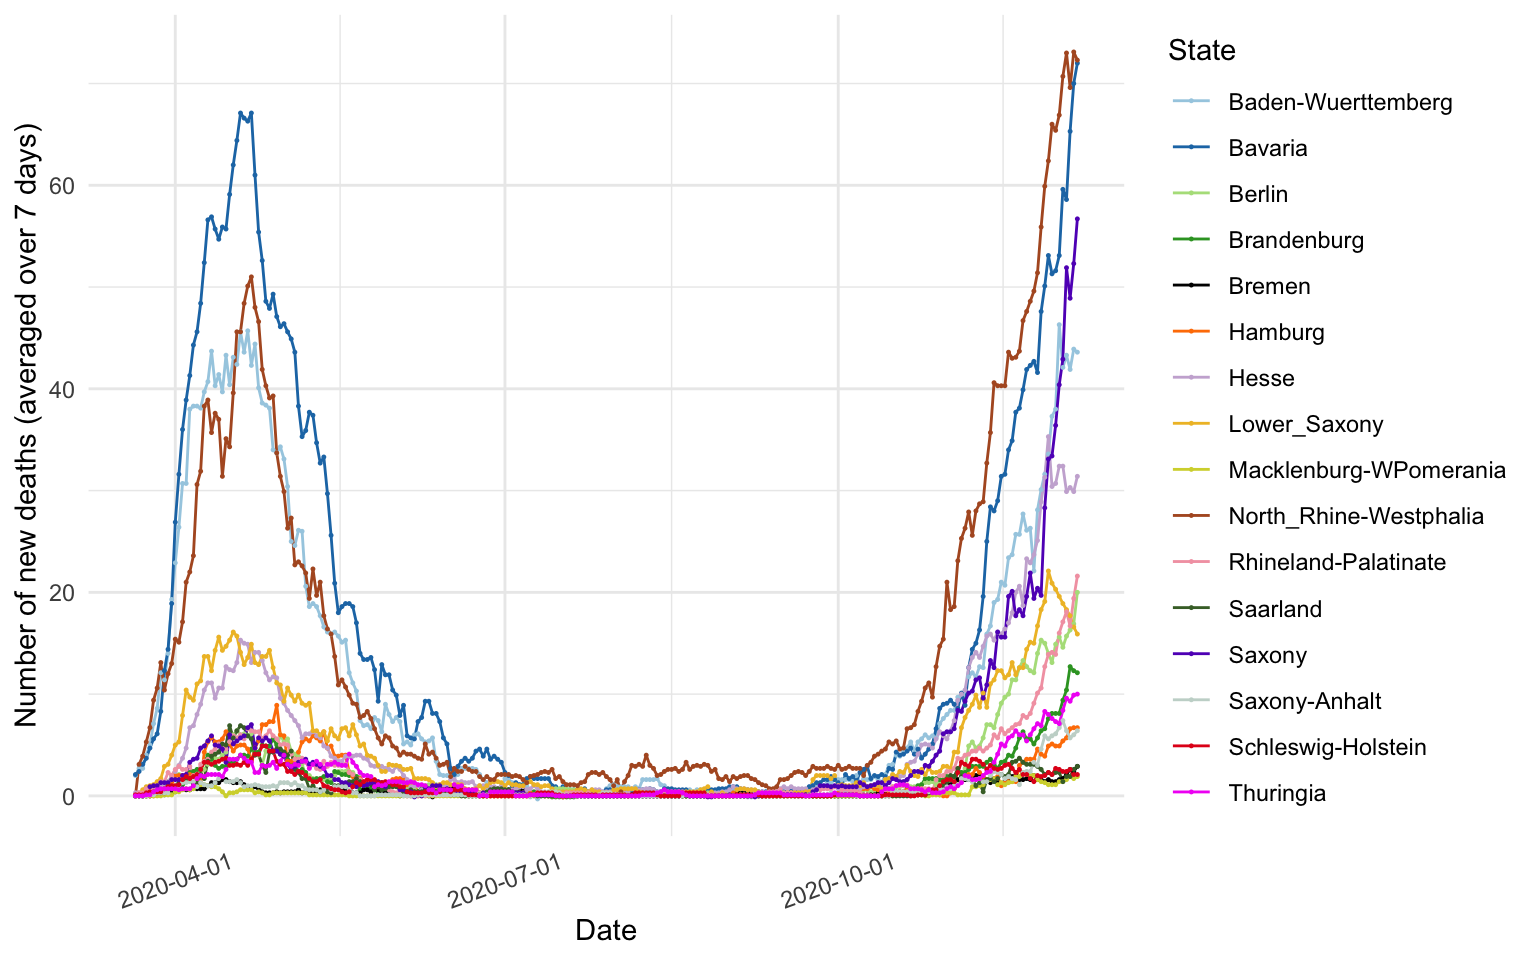 Number of new deaths (averaged over 7 days)
60
40
20
0
2020-04-01
2020-07-01
2020-10-01
Date
State
Baden-Wuerttemberg
Bavaria
Berlin
Brandenburg
Bremen
Hamburg
Hesse
Lower_Saxony
Macklenburg-WPomerania
North_Rhine-Westphalia
Rhineland-Palatinate
Saarland
Saxony
Saxony-Anhalt
Schleswig-Holstein
Thuringia